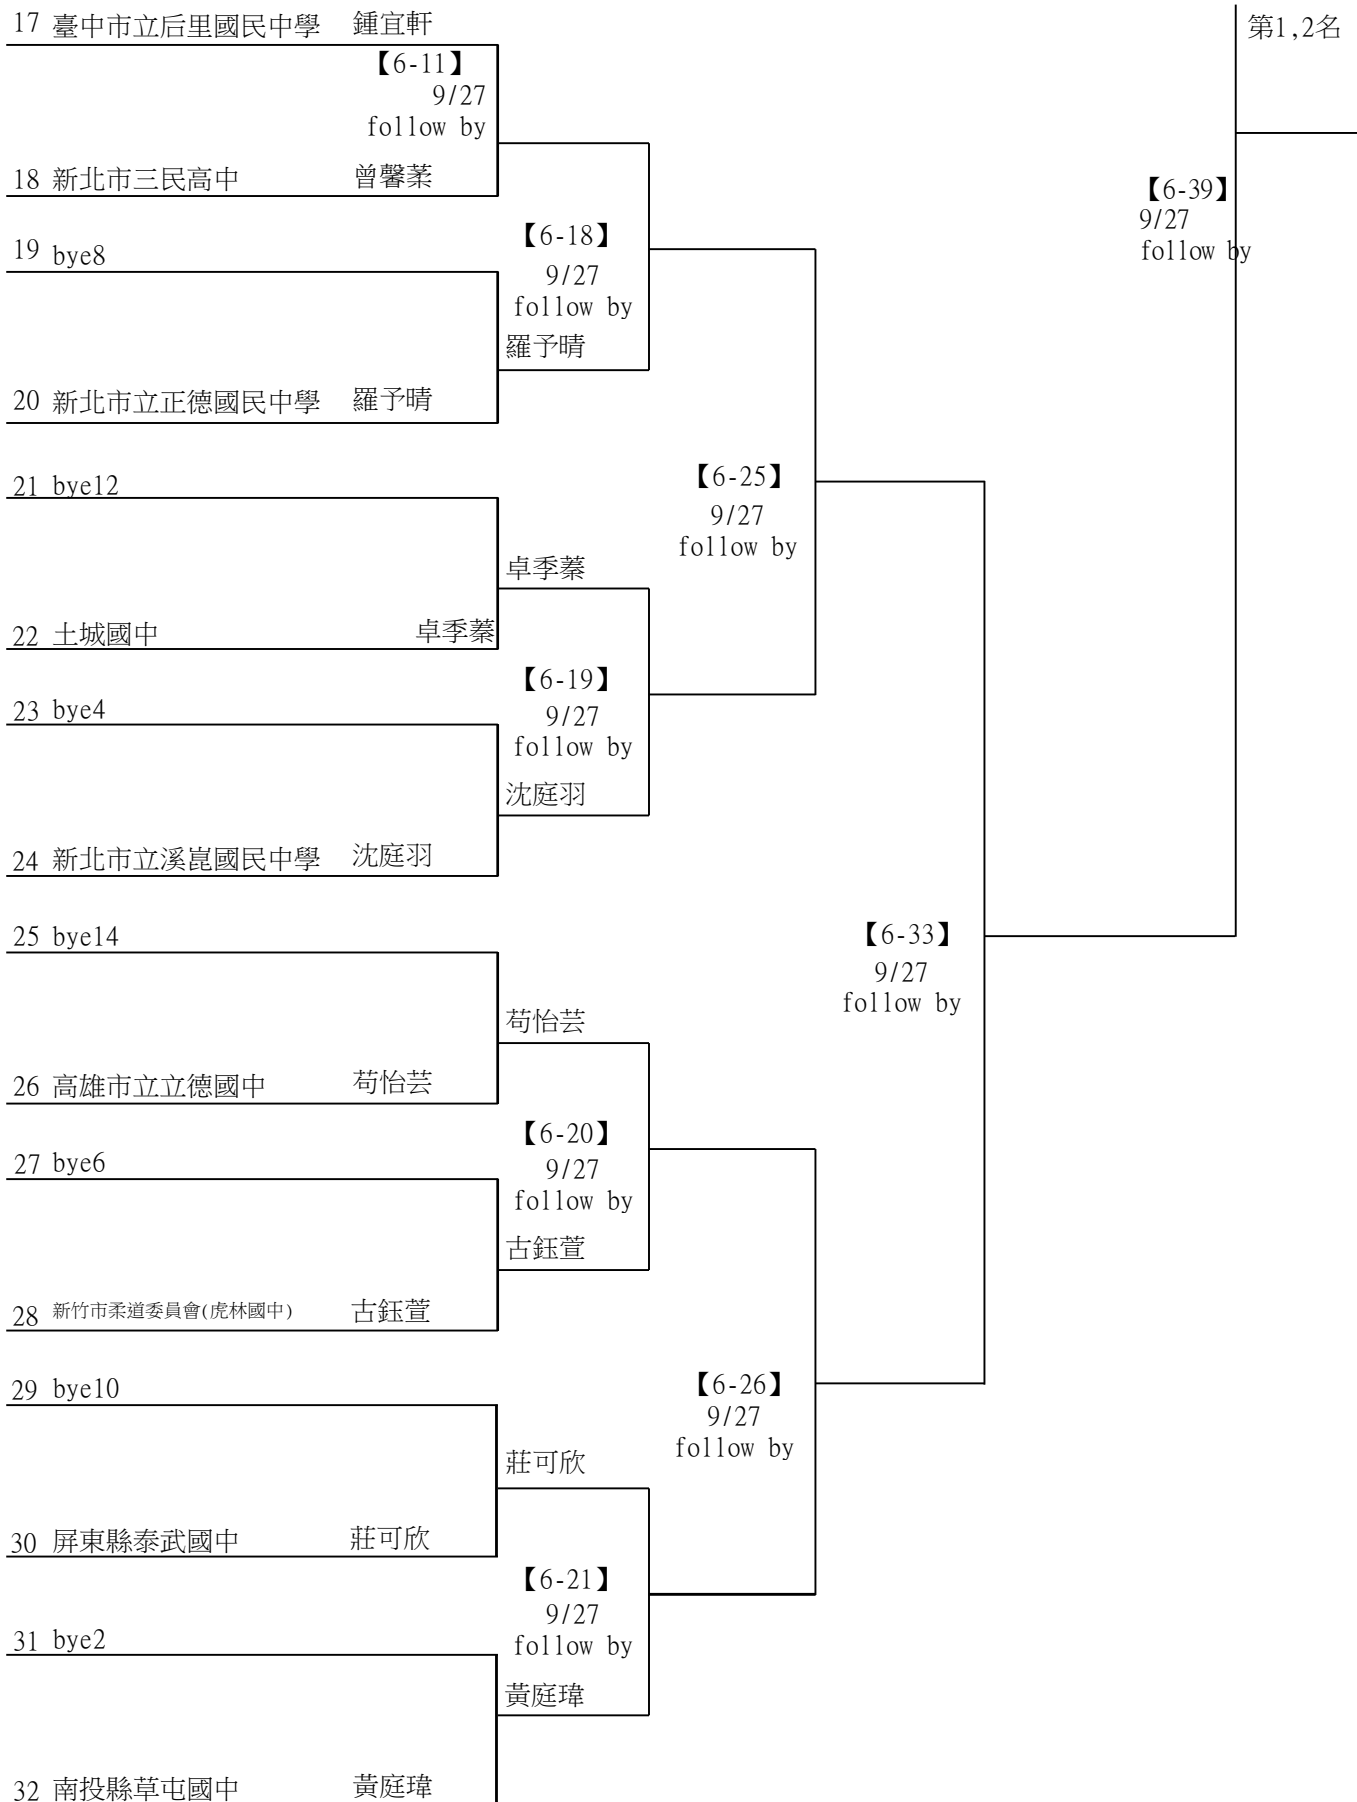 17 臺中市立后里國民中學 鍾宜軒
第1,2名
【6-11】
9/27
follow by
18 新北市三民高中 曾馨蕠
【6-39】
9/27
follow by
19 bye8
【6-18】
9/27
follow by
羅予晴
20 新北市立正德國民中學 羅予晴
21 bye12
【6-25】
9/27
follow by
卓季蓁
22 土城國中 卓季蓁
【6-19】
9/27
follow by
23 bye4
沈庭羽
24 新北市立溪崑國民中學 沈庭羽
25 bye14
【6-33】
9/27
follow by
荀怡芸
26 高雄市立立德國中 荀怡芸
【6-20】
9/27
follow by
27 bye6
古鈺萱
28 新竹市柔道委員會(虎林國中) 古鈺萱
29 bye10
【6-26】
9/27
follow by
莊可欣
30 屏東縣泰武國中 莊可欣
【6-21】
9/27
follow by
31 bye2
黃庭瑋
32 南投縣草屯國中 黃庭瑋